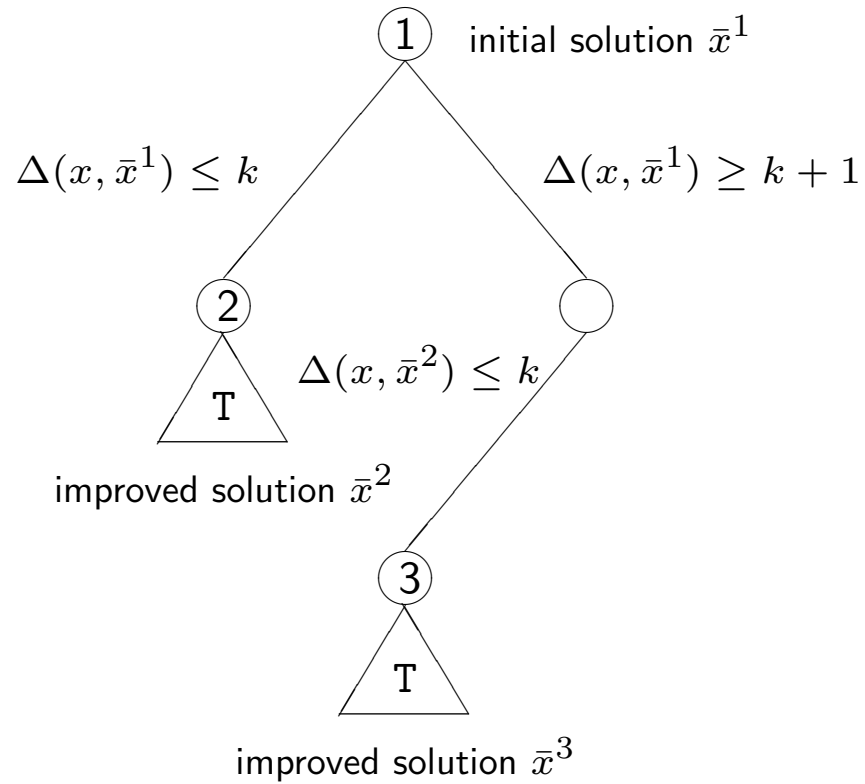 1 initial solution x̄¹
Δ(x, x̄¹) ≤ k Δ(x, x̄¹) ≥ k + 1
2
Δ(x, x̄²) ≤ k
T
improved solution x̄²
3
T
improved solution x̄³